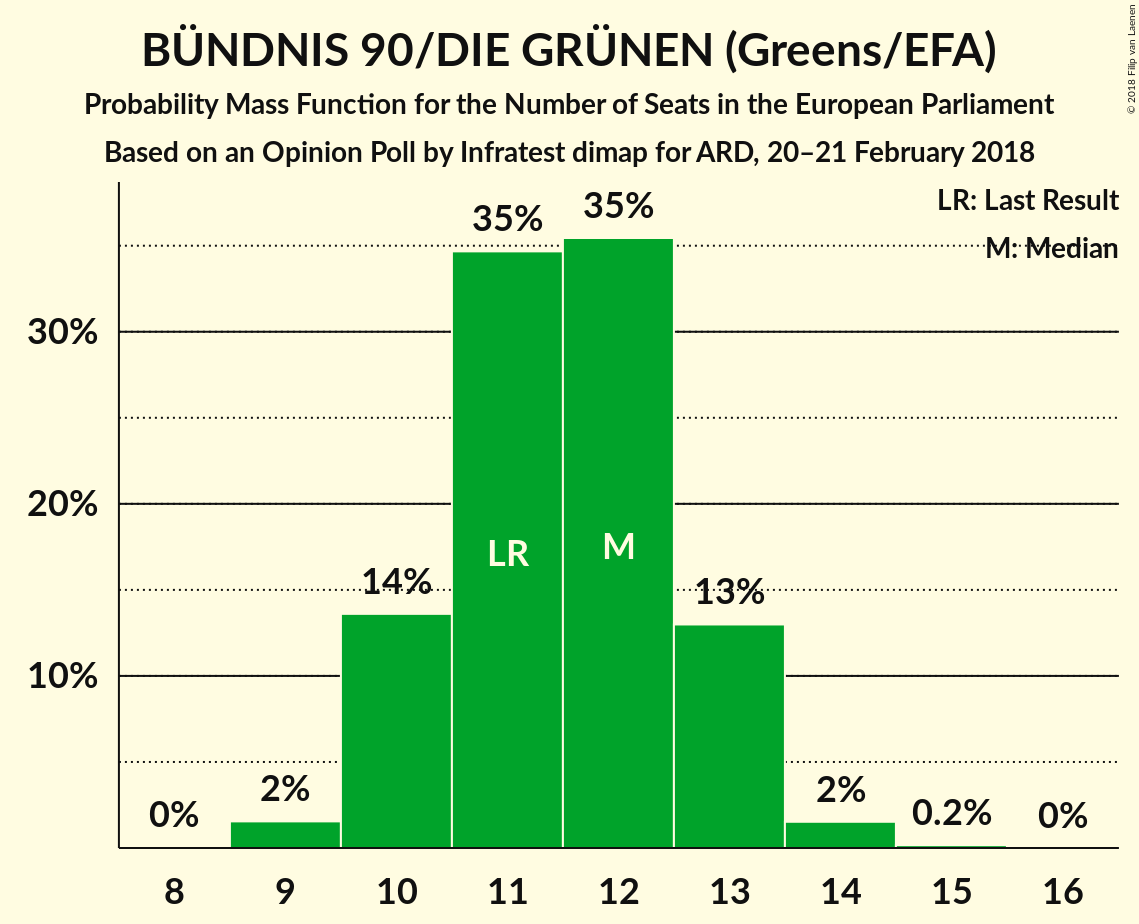 BÜNDNIS 90/DIE GRÜNEN (Greens/EFA)
Probability Mass Function for the Number of Seats in the European Parliament
Based on an Opinion Poll by Infratest dimap for ARD, 20–21 February 2018
© 2018 Filip van Laenen
LR: Last Result
M: Median
35%
35%
30%
20%
10%
LR
M
14%
13%
0%
2%
2%
0.2%
0%
8 9 10 11 12 13 14 15 16